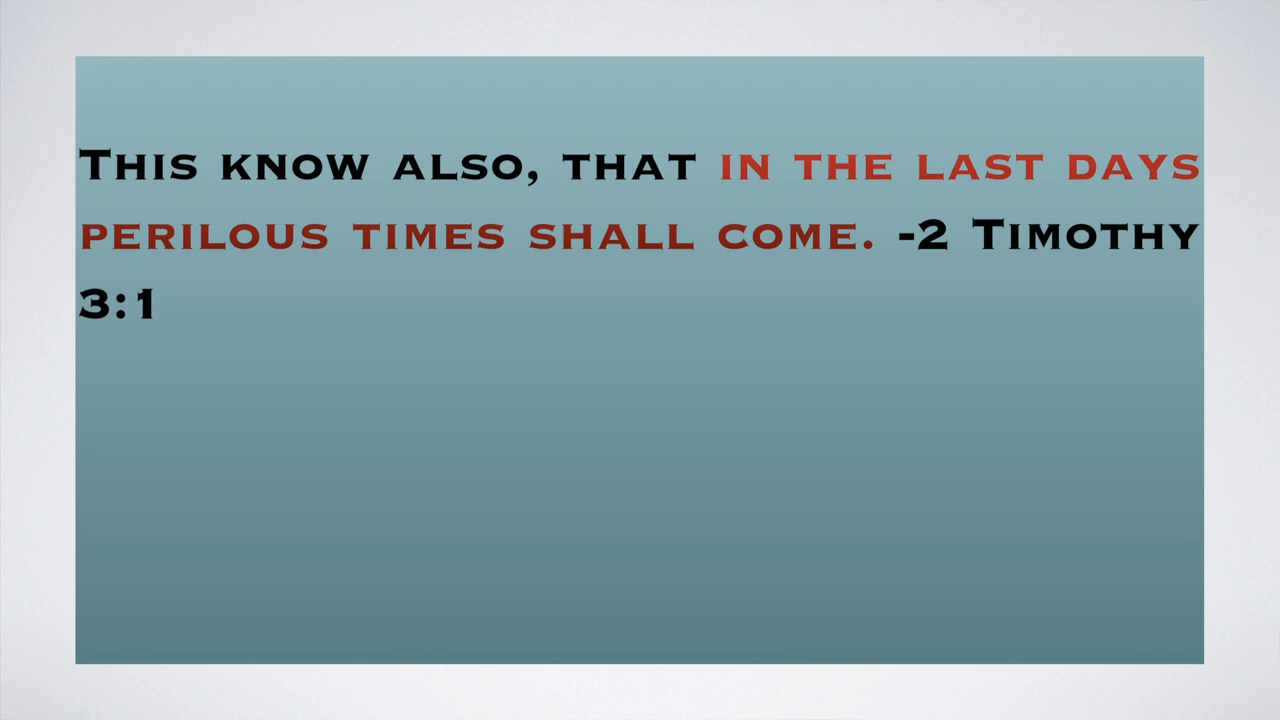 This know also, that in the last days
perilous times shall come. -2 Timothy
3:1